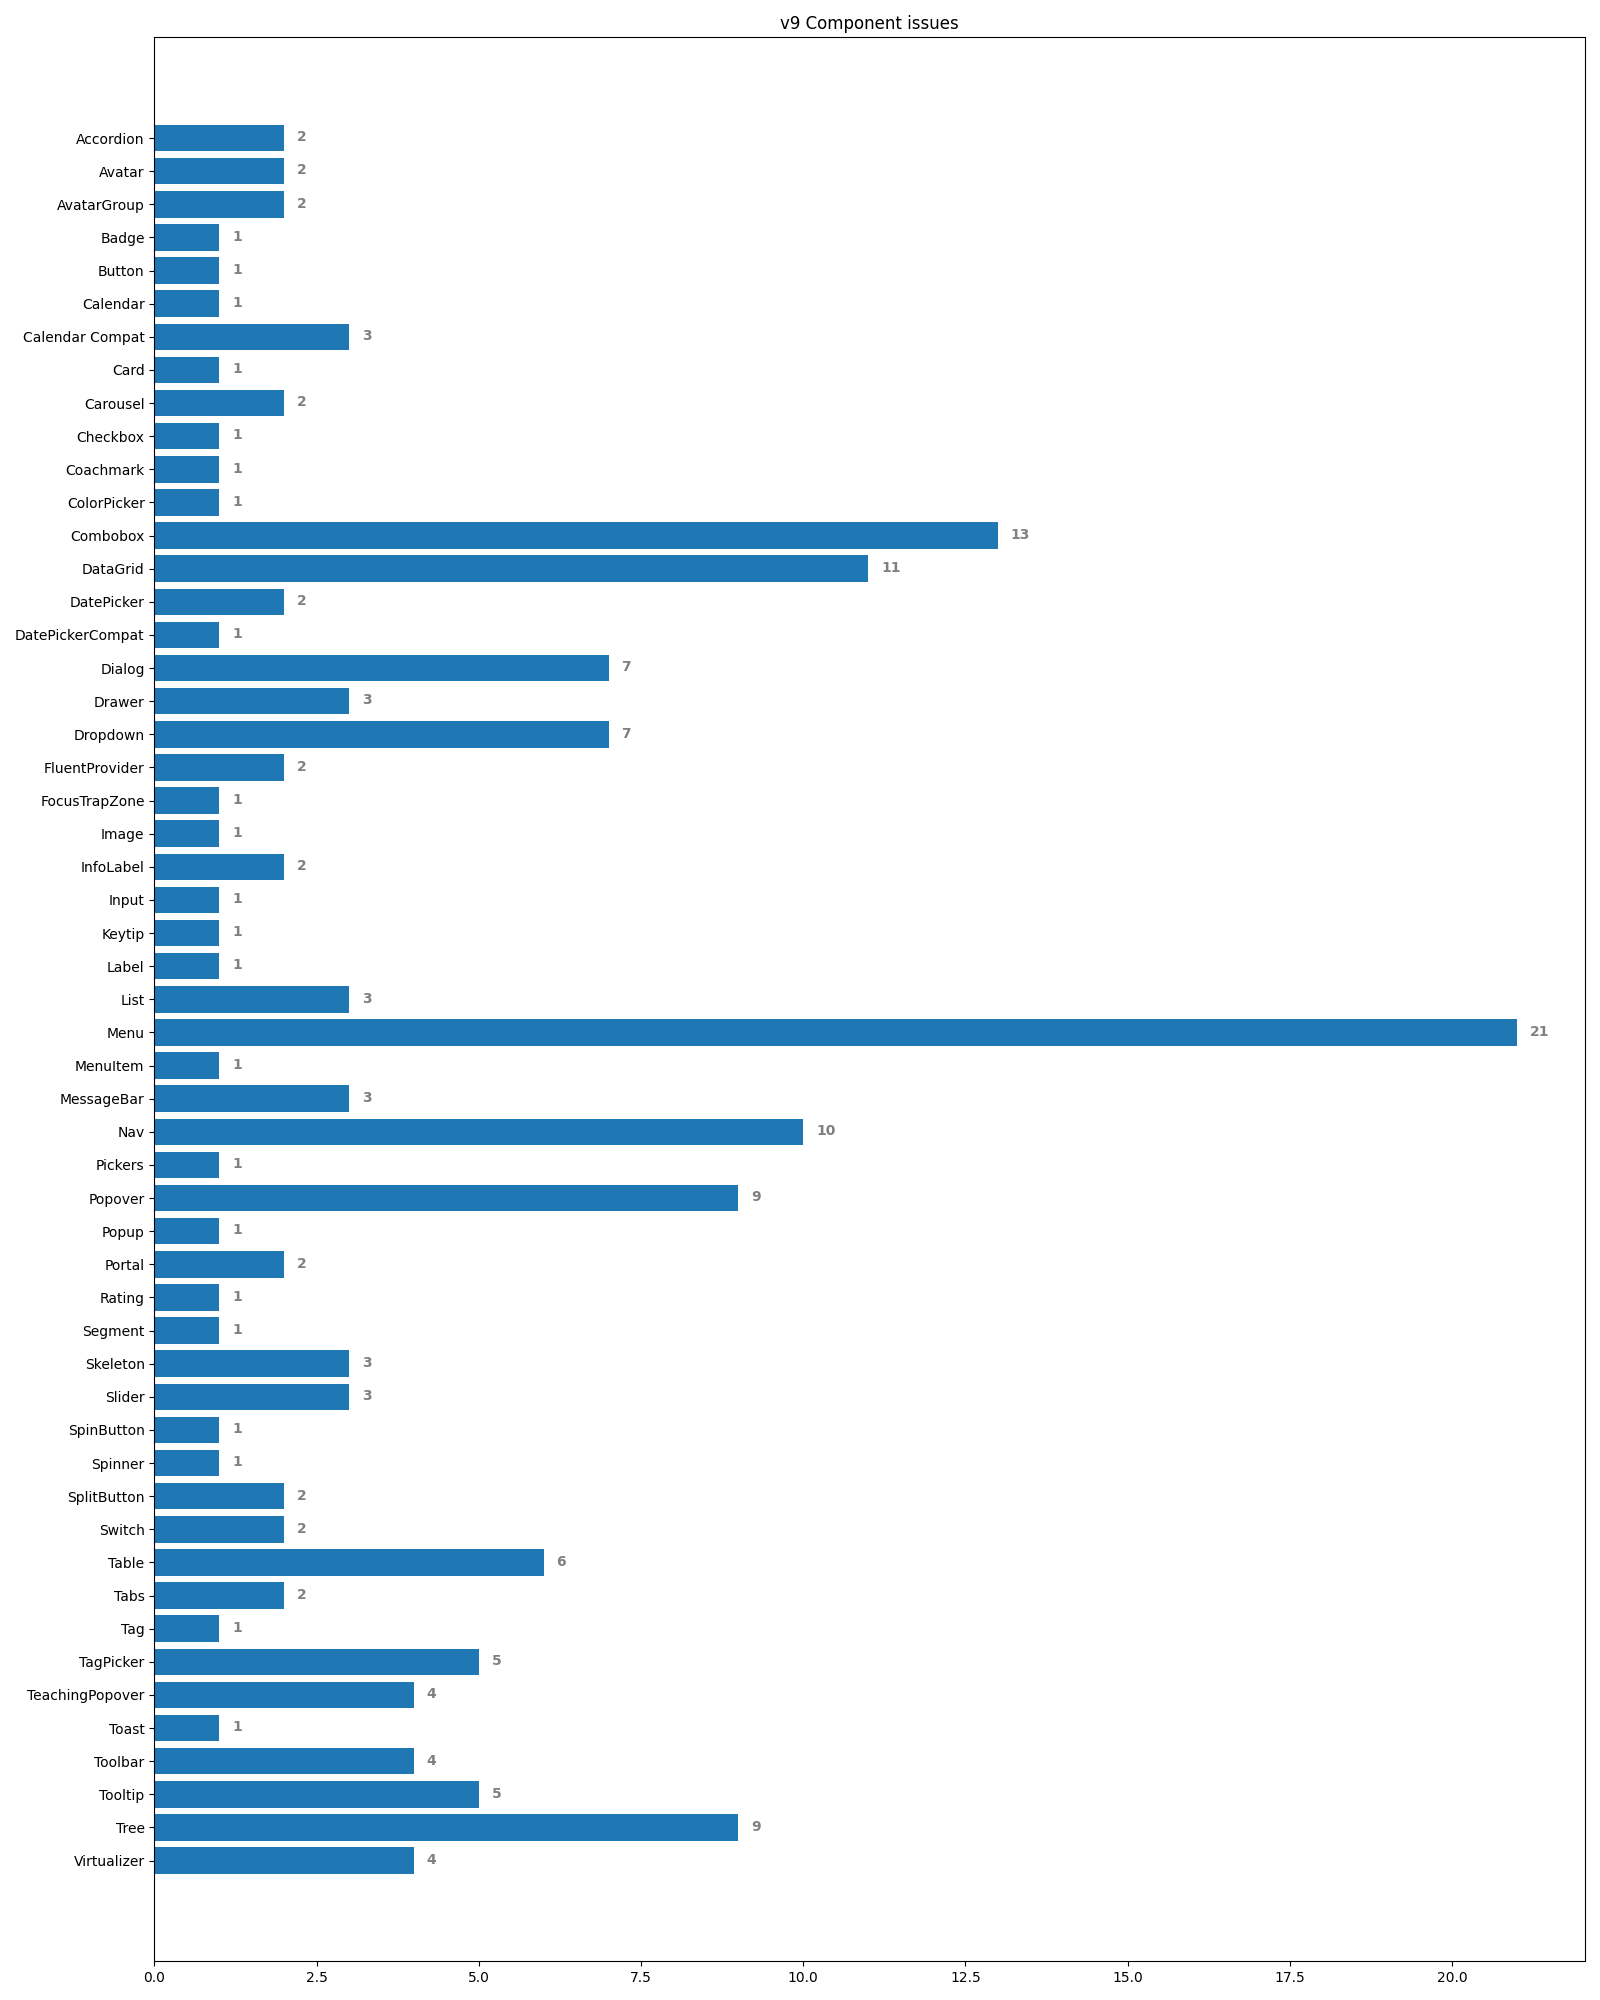 v9 Component issues
Accordion 2
Avatar 2
AvatarGroup 2
Badge 1
Button 1
Calendar 1
Calendar Compat 3
Card 1
Carousel 2
Checkbox 1
Coachmark 1
ColorPicker 1
Combobox 13
DataGrid 11
DatePicker 2
DatePickerCompat 1
Dialog 7
Drawer 3
Dropdown 7
FluentProvider 2
FocusTrapZone 1
Image 1
InfoLabel 2
Input 1
Keytip 1
Label 1
List 3
Menu 21
MenuItem 1
MessageBar 3
Nav 10
Pickers 1
Popover 9
Popup 1
Portal 2
Rating 1
Segment 1
Skeleton 3
Slider 3
SpinButton 1
Spinner 1
SplitButton 2
Switch 2
Table 6
Tabs 2
Tag 1
TagPicker 5
TeachingPopover 4
Toast 1
Toolbar 4
Tooltip 5
Tree 9
Virtualizer 4
0.0 2.5 5.0 7.5 10.0 12.5 15.0 17.5 20.0